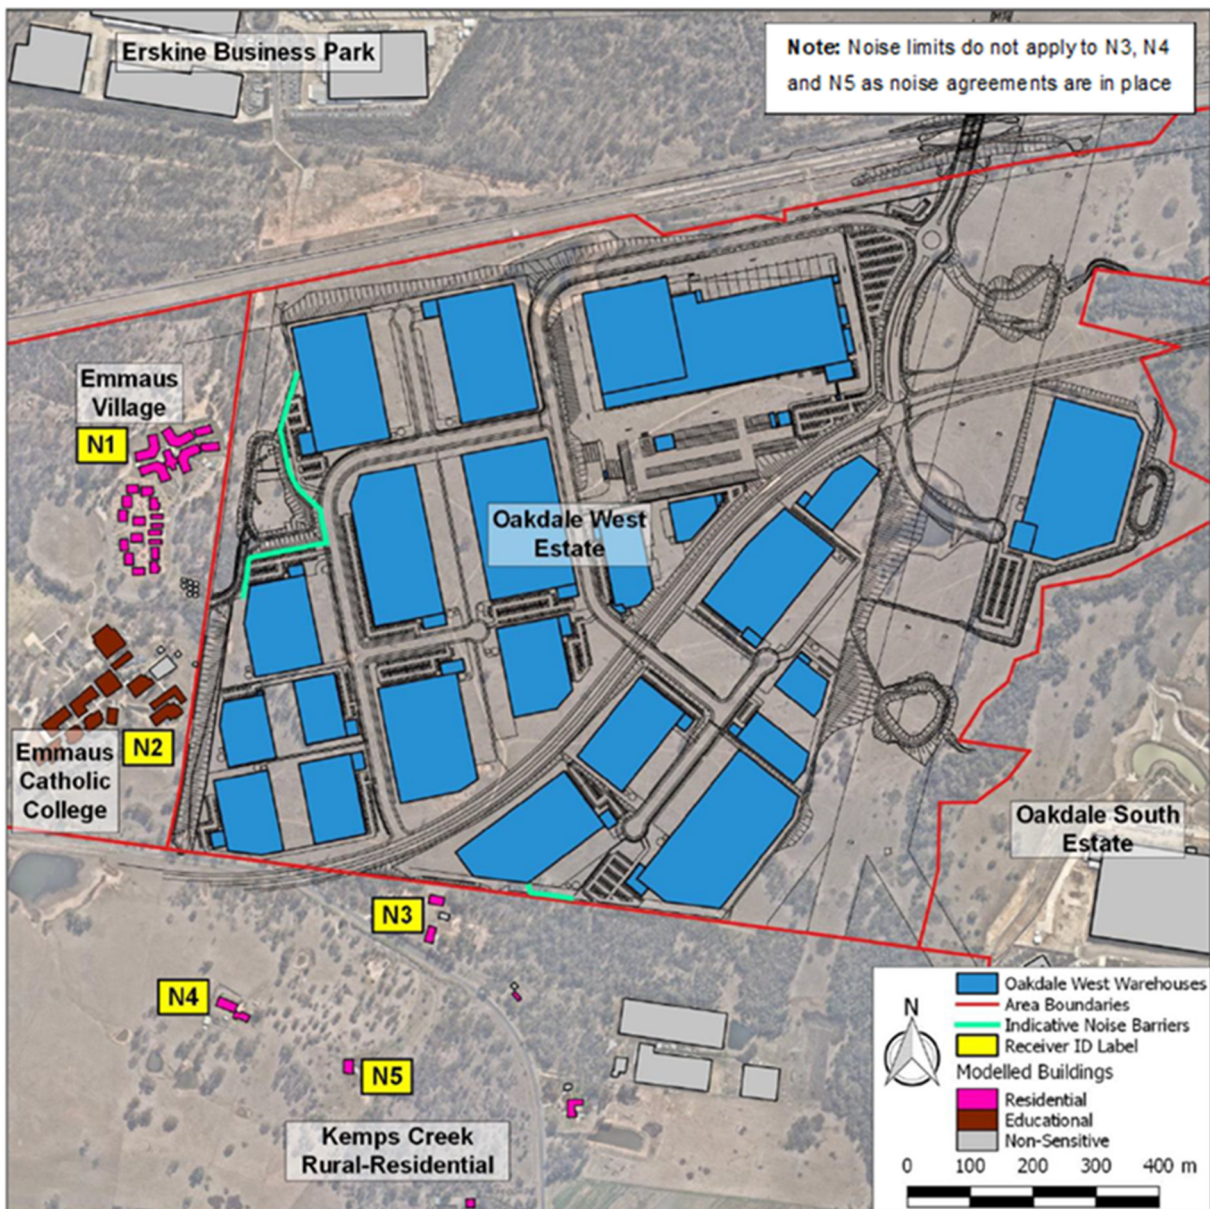 Erskine Business Park
Note: Noise limits do not apply to N3, N4
and N5 as noise agreements are in place
Emmaus
Village
N1
Oakdale West
Estate
N2
Emmaus
Catholic
College
Oakdale South
Estate
N3
N4
N5
Kemps Creek
Rural-Residential
N
Oakdale West Warehouses
Area Boundaries
Indicative Noise Barriers
Receiver ID Label
Modelled Buildings
Residential
Educational
Non-Sensitive
0 100 200 300 400 m